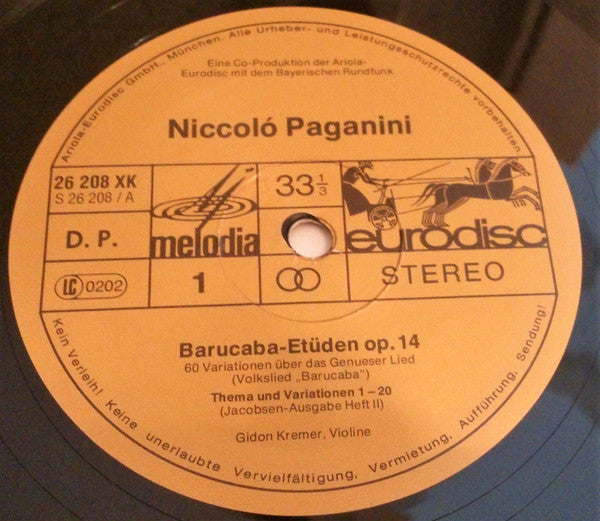 Ariola-Eurodisc GmbH., München. Alle Urheber- und Leistungsschutzrechte vorbehalten
Eine Co-Produktion der Ariola-
Eurodisc mit dem Bayerischen Rundfunk
Niccoló Paganini
26 208 XK
S 26 208 / A
33 1/3
D. P.
melodia
eurodisc
LC 0202
1
STEREO
Barucaba-Etüden op. 14
60 Variationen über das Genueser Lied
(Volkslied „Barucaba")
Thema und Variationen 1–20
(Jacobsen-Ausgabe Heft II)
Gidon Kremer, Violine
Kein Verleih! Keine unerlaubte Vervielfältigung, Vermietung, Aufführung, Sendung!